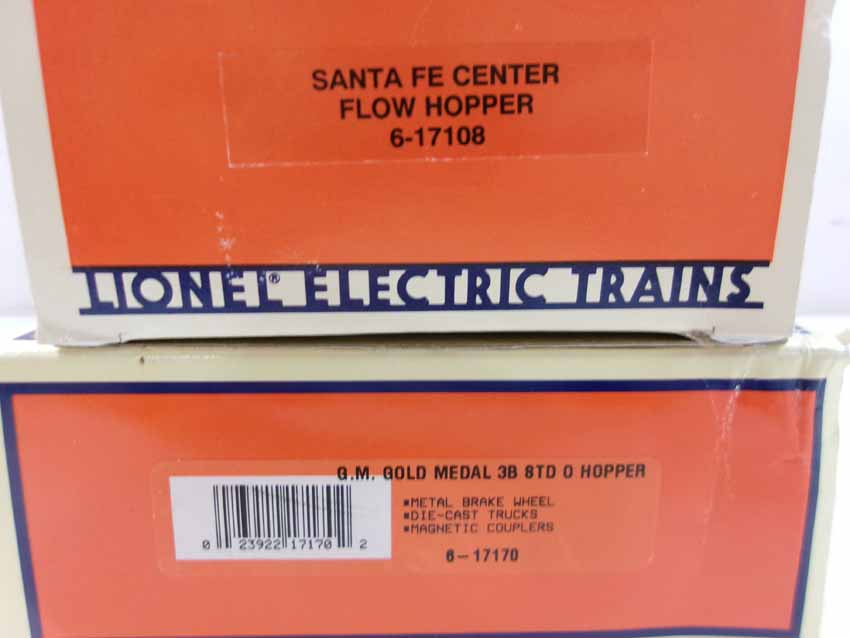 SANTA FE CENTER
FLOW HOPPER
6-17108
LIONEL® ELECTRIC TRAINS
G.M. GOLD MEDAL 3B 8TD O HOPPER
▪METAL BRAKE WHEEL
▪DIE-CAST TRUCKS
▪MAGNETIC COUPLERS
0 23922 17170 2
6-17170